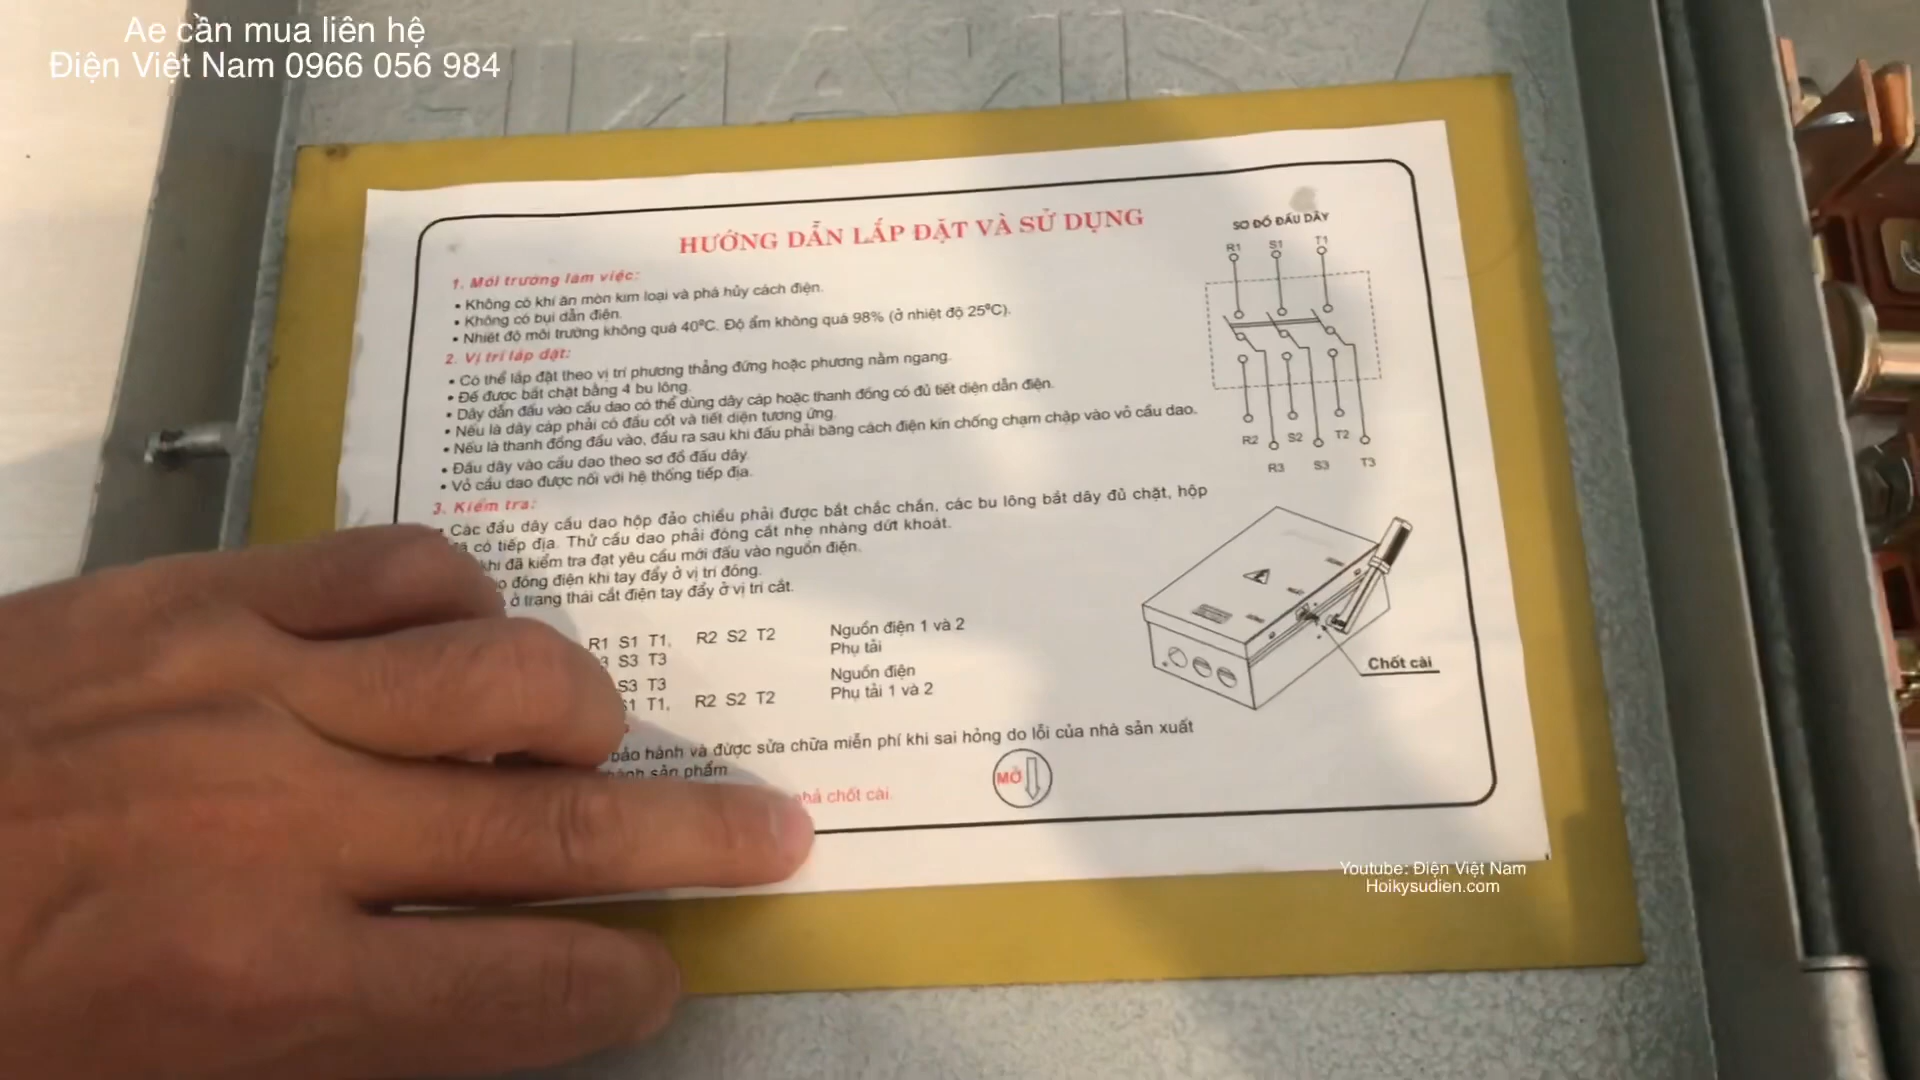 Ae cần mua liên hệ
Điện Việt Nam 0966 056 984
HƯỚNG DẪN LẮP ĐẶT VÀ SỬ DỤNG
1. Môi trường làm việc:
• Không có khí ăn mòn kim loại và phá hủy cách điện.
• Không có bụi dẫn điện.
• Nhiệt độ môi trường không quá 40°C. Độ ẩm không quá 98% (ở nhiệt độ 25°C).
2. Vị trí lắp đặt:
• Có thể lắp đặt theo vị trí phương thẳng đứng hoặc phương nằm ngang.
• Đế được bắt chặt bằng 4 bu lông.
• Dây dẫn đấu vào cầu dao có thể dùng dây cáp hoặc thanh đồng có đủ tiết diện dẫn điện.
• Nếu là dây cáp phải có đầu cốt và tiết diện tương ứng.
• Nếu là thanh đồng đầu vào, đầu ra sau khi đấu phải băng cách điện kín chống chạm chập vào vỏ cầu dao.
• Đấu dây vào cầu dao theo sơ đồ đấu dây.
• Vỏ cầu dao được nối với hệ thống tiếp địa.
3. Kiểm tra:
• Các đầu dây cầu dao hộp đảo chiều phải được bắt chắc chắn, các bu lông bắt dây đủ chặt, hộp
có tiếp địa. Thử cầu dao phải đóng cắt nhẹ nhàng dứt khoát.
khi đã kiểm tra đạt yêu cầu mới đấu vào nguồn điện.
đóng điện khi tay đẩy ở vị trí đóng.
ở trạng thái cắt điện tay đẩy ở vị trí cắt.
R1 S1 T1, R2 S2 T2 Nguồn điện 1 và 2
S3 T3 Phụ tải
S3 T3 Nguồn điện
T1, R2 S2 T2 Phụ tải 1 và 2
bảo hành và được sửa chữa miễn phí khi sai hỏng do lỗi của nhà sản xuất
sản phẩm
chốt cài.
MỞ
SƠ ĐỒ ĐẤU DÂY
R1 S1 T1
R2 S2 T2
R3 S3 T3
Chốt cài
Youtube: Điện Việt Nam
Hoikysudien.com